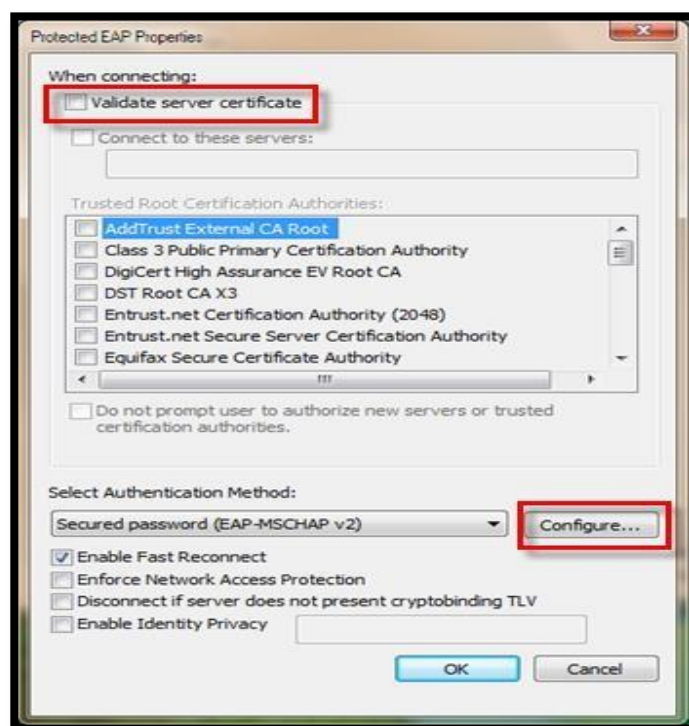 Protected EAP Properties
When connecting:
Validate server certificate
Connect to these servers:
Trusted Root Certification Authorities:
AddTrust External CA Root
Class 3 Public Primary Certification Authority
DigiCert High Assurance EV Root CA
DST Root CA X3
Entrust.net Certification Authority (2048)
Entrust.net Secure Server Certification Authority
Equifax Secure Certificate Authority
Do not prompt user to authorize new servers or trusted
certification authorities.
Select Authentication Method:
Secured password (EAP-MSCHAP v2) Configure...
Enable Fast Reconnect
Enforce Network Access Protection
Disconnect if server does not present cryptobinding TLV
Enable Identity Privacy
OK Cancel